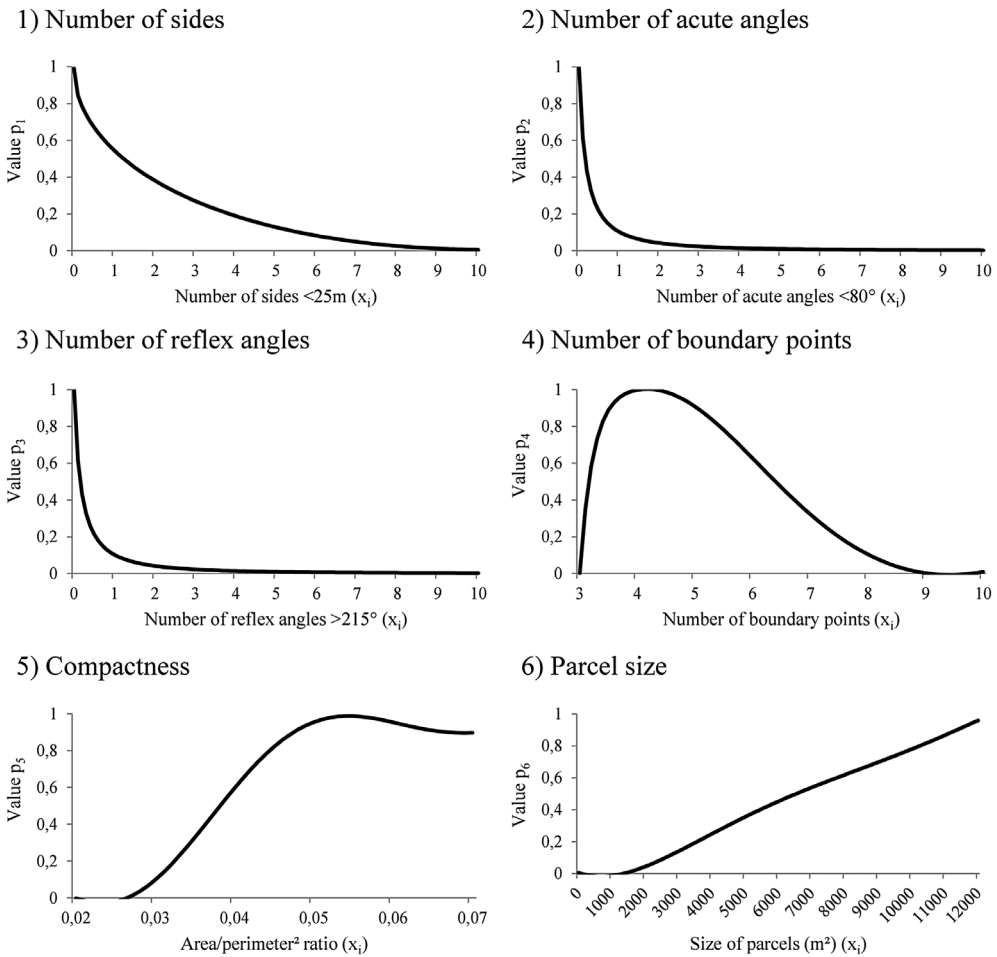 1) Number of sides
Value p₁
1
0,8
0,6
0,4
0,2
0
0 1 2 3 4 5 6 7 8 9 10
Number of sides <25m (xᵢ)
2) Number of acute angles
Value p₂
1
0,8
0,6
0,4
0,2
0
0 1 2 3 4 5 6 7 8 9 10
Number of acute angles <80° (xᵢ)
3) Number of reflex angles
Value p₃
1
0,8
0,6
0,4
0,2
0
0 1 2 3 4 5 6 7 8 9 10
Number of reflex angles >215° (xᵢ)
4) Number of boundary points
Value p₄
1
0,8
0,6
0,4
0,2
0
3 4 5 6 7 8 9 10
Number of boundary points (xᵢ)
5) Compactness
Value p₅
1
0,8
0,6
0,4
0,2
0
0,02 0,03 0,04 0,05 0,06 0,07
Area/perimeter² ratio (xᵢ)
6) Parcel size
Value p₆
1
0,8
0,6
0,4
0,2
0
0 1000 2000 3000 4000 5000 6000 7000 8000 9000 10000 11000 12000
Size of parcels (m²) (xᵢ)